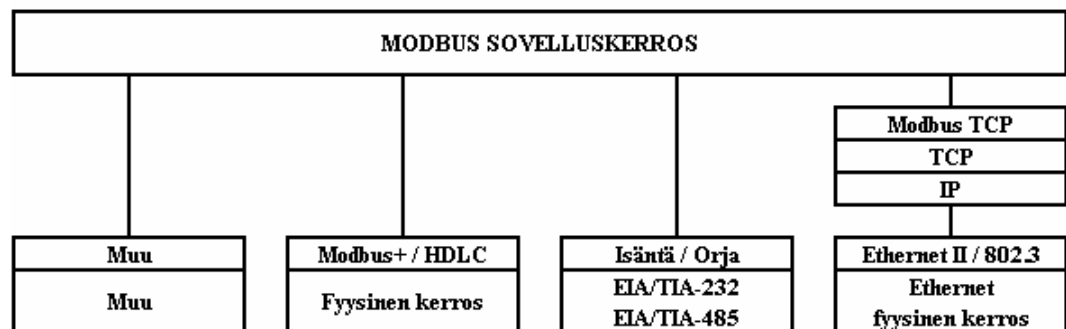 MODBUS SOVELLUSKERROS
Modbus TCP
TCP
IP
Muu
Modbus+ / HDLC
Isäntä / Orja
Ethernet II / 802.3
Muu
Fyysinen kerros
EIA/TIA-232
EIA/TIA-485
Ethernet
fyysinen kerros